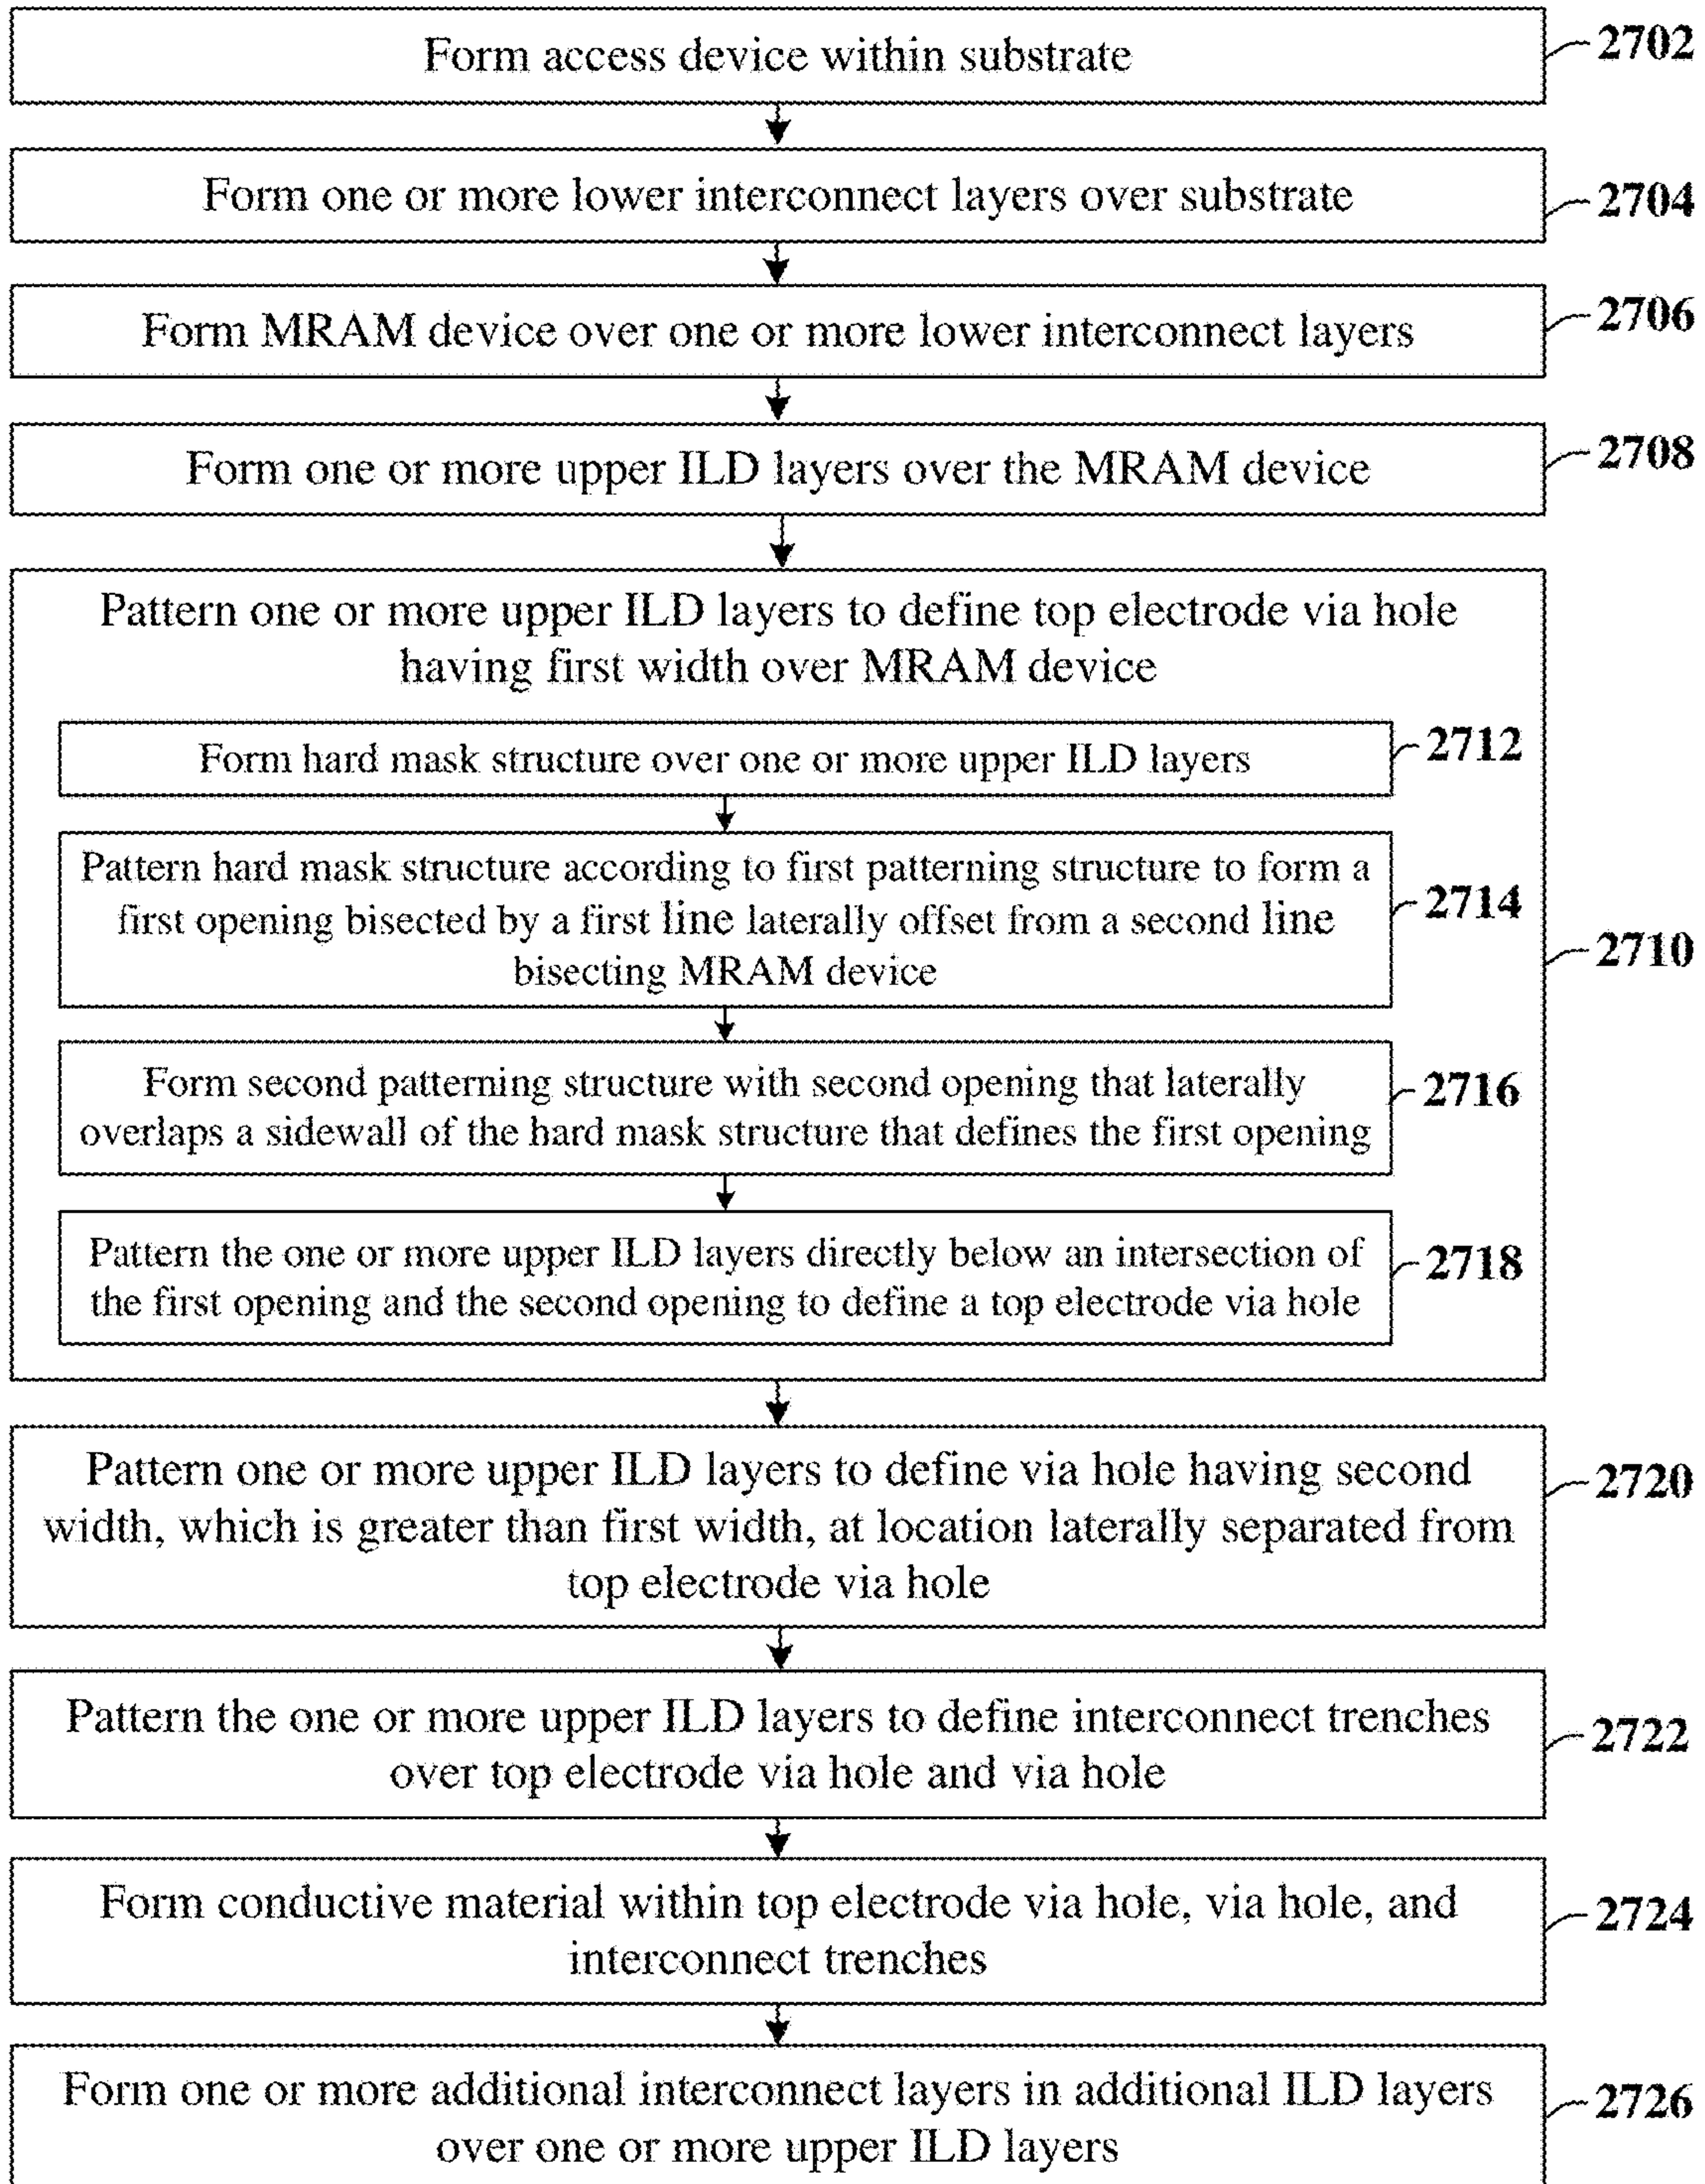 Form access device within substrate
2702
Form one or more lower interconnect layers over substrate
2704
Form MRAM device over one or more lower interconnect layers
2706
Form one or more upper ILD layers over the MRAM device
2708
Pattern one or more upper ILD layers to define top electrode via hole
having first width over MRAM device
Form hard mask structure over one or more upper ILD layers
2712
Pattern hard mask structure according to first patterning structure to form a
first opening bisected by a first line laterally offset from a second line
bisecting MRAM device
2714
2710
Form second patterning structure with second opening that laterally
overlaps a sidewall of the hard mask structure that defines the first opening
2716
Pattern the one or more upper ILD layers directly below an intersection of
the first opening and the second opening to define a top electrode via hole
2718
Pattern one or more upper ILD layers to define via hole having second
width, which is greater than first width, at location laterally separated from
top electrode via hole
2720
Pattern the one or more upper ILD layers to define interconnect trenches
over top electrode via hole and via hole
2722
Form conductive material within top electrode via hole, via hole, and
interconnect trenches
2724
Form one or more additional interconnect layers in additional ILD layers
over one or more upper ILD layers
2726